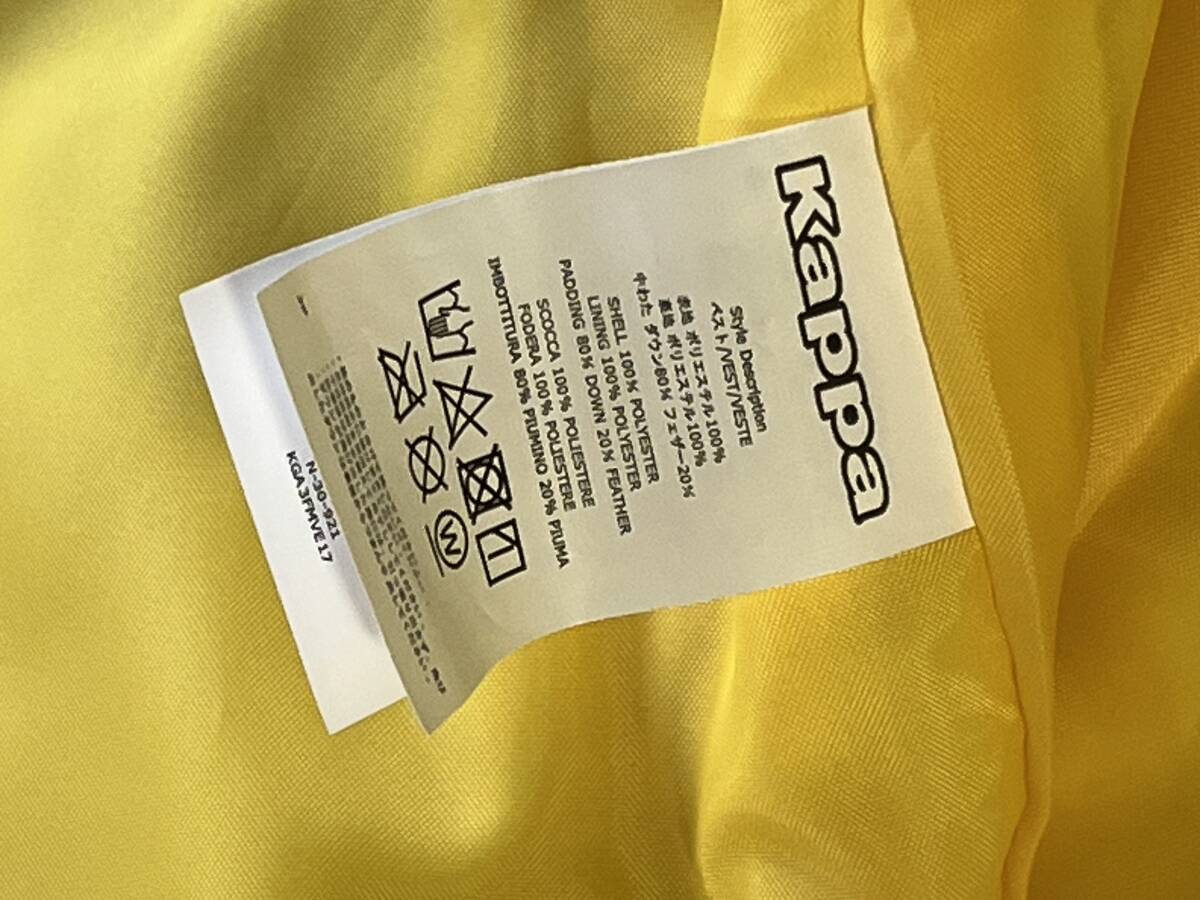 Kappa
Style Description
ベスト/VEST/VESTE
表地 ポリエステル100%
裏地 ポリエステル100%
中わた ダウン80% フェザー20%
SHELL 100% POLYESTER
LINING 100% POLYESTER
PADDING 80% DOWN 20% FEATHER
SCOCCA 100% POLIESTERE
FODERA 100% POLIESTERE
IMBOTTITURA 80% PIUMINO 20% PIUMA
W
N-30-921
KGA3FMVE17